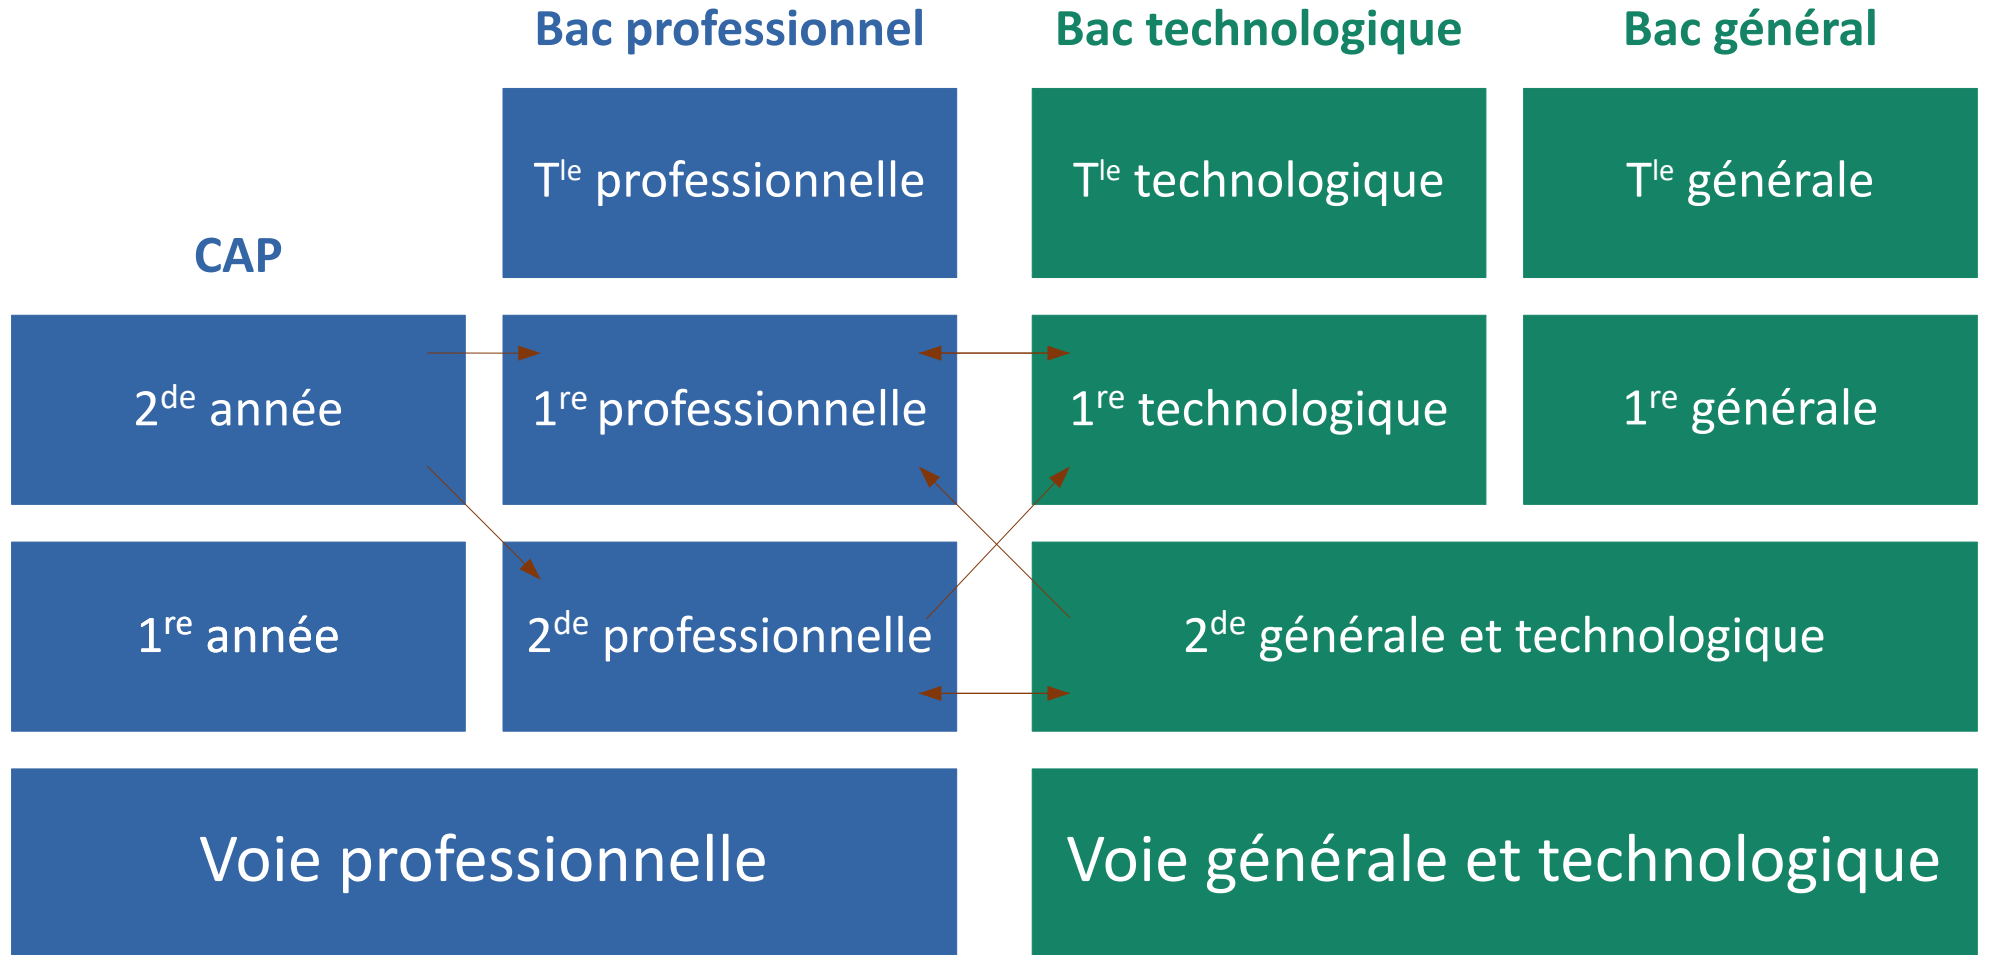 Bac professionnel Bac technologique Bac général
Tle professionnelle Tle technologique Tle générale
CAP
2de année 1re professionnelle 1re technologique 1re générale
1re année 2de professionnelle 2de générale et technologique
Voie professionnelle Voie générale et technologique